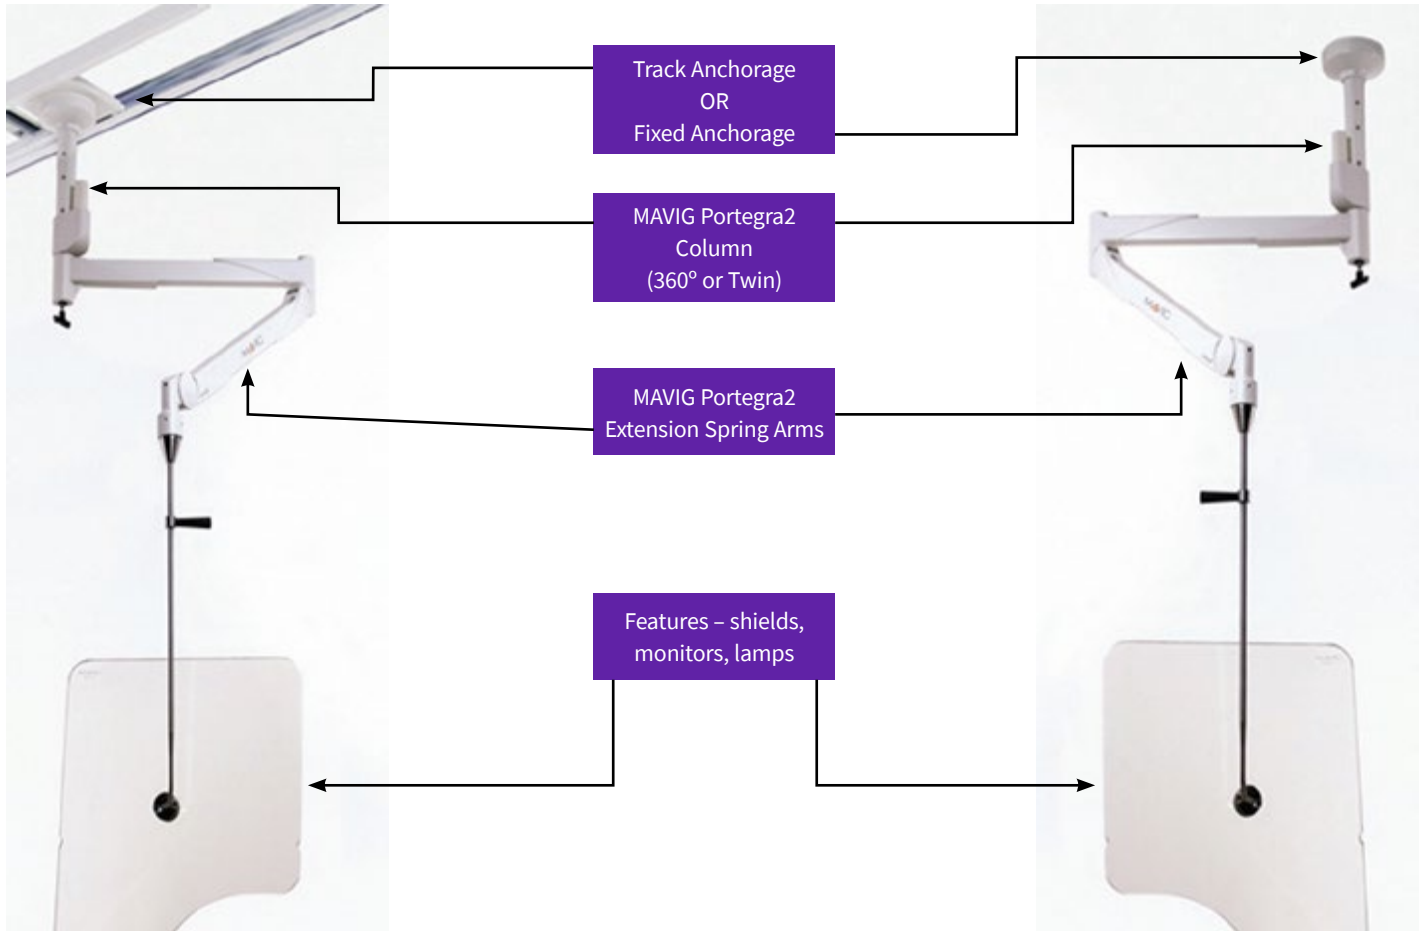 Track Anchorage
OR
Fixed Anchorage
MAVIG Portegra2
Column
(360° or Twin)
MAVIG Portegra2
Extension Spring Arms
Features – shields,
monitors, lamps